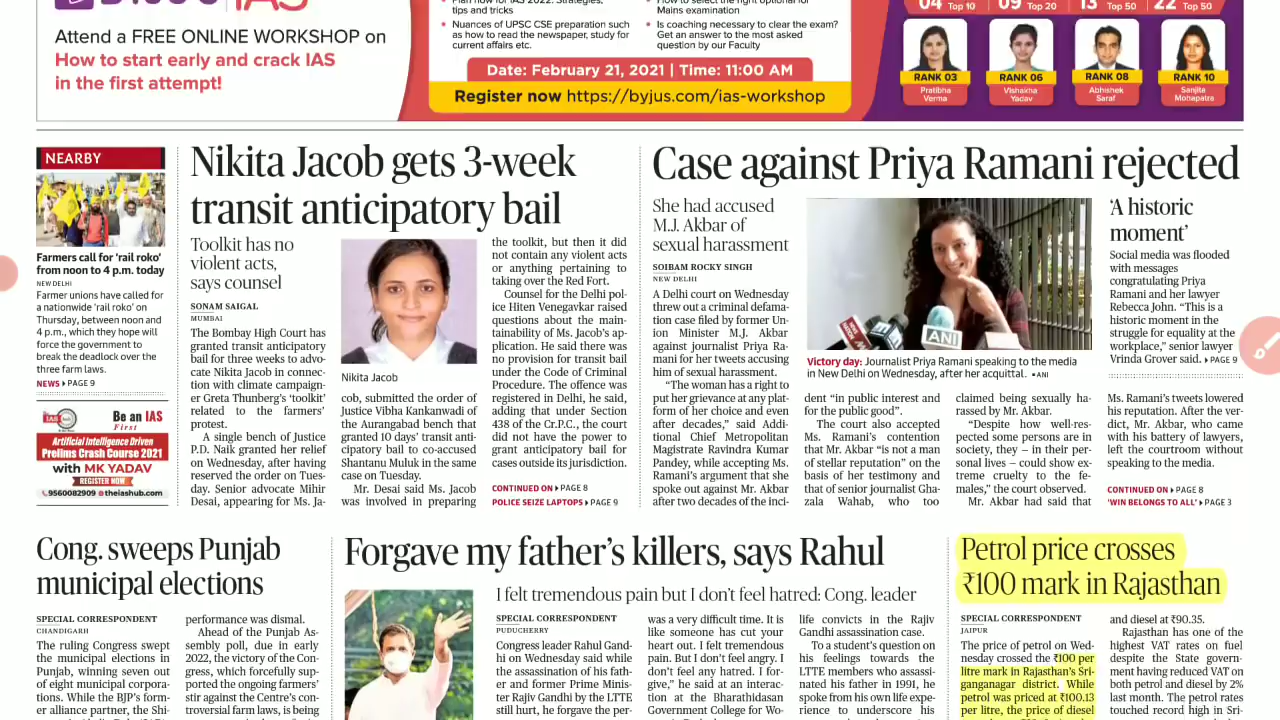 Attend a FREE ONLINE WORKSHOP on
How to start early and crack IAS
in the first attempt!
tips and tricks
• Nuances of UPSC CSE preparation such
as how to read the newspaper, study for
current affairs etc.
Mains examination
• Is coaching necessary to clear the exam?
Get an answer to the most asked
question by our Faculty
Date: February 21, 2021 | Time: 11:00 AM
Register now https://byjus.com/ias-workshop
04 Top 10
09 Top 20
13 Top 50
22 Top 50
RANK 03
Pratibha
Verma
RANK 06
Vishakha
Yadav
RANK 08
Abhishek
Saraf
RANK 10
Sanjita
Mohapatra
NEARBY
Farmers call for ‘rail roko’
from noon to 4 p.m. today
NEW DELHI
Farmer unions have called for
a nationwide ‘rail roko’ on
Thursday, between noon and
4 p.m., which they hope will
force the government to
break the deadlock over the
three farm laws.
NEWS ▸ PAGE 9
Be an IAS
First
Artificial Intelligence Driven
Prelims Crash Course 2021
with MK YADAV
REGISTER NOW
9560082909 theiashub.com
Nikita Jacob gets 3-week
transit anticipatory bail
Toolkit has no
violent acts,
says counsel
SONAM SAIGAL
MUMBAI
The Bombay High Court has
granted transit anticipatory
bail for three weeks to advo-
cate Nikita Jacob in connec-
tion with climate campaign-
er Greta Thunberg’s ‘toolkit’
related to the farmers’
protest.
A single bench of Justice
P.D. Naik granted her relief
on Wednesday, after having
reserved the order on Tues-
day. Senior advocate Mihir
Desai, appearing for Ms. Ja-
Nikita Jacob
cob, submitted the order of
Justice Vibha Kankanwadi of
the Aurangabad bench that
granted 10 days’ transit anti-
cipatory bail to co-accused
Shantanu Muluk in the same
case on Tuesday.
Mr. Desai said Ms. Jacob
was involved in preparing
the toolkit, but then it did
not contain any violent acts
or anything pertaining to
taking over the Red Fort.
Counsel for the Delhi pol-
ice Hiten Venegavkar raised
questions about the main-
tainability of Ms. Jacob’s ap-
plication. He said there was
no provision for transit bail
under the Code of Criminal
Procedure. The offence was
registered in Delhi, he said,
adding that under Section
438 of the Cr.P.C., the court
did not have the power to
grant anticipatory bail for
cases outside its jurisdiction.
CONTINUED ON ▸ PAGE 8
POLICE SEIZE LAPTOPS ▸ PAGE 9
Case against Priya Ramani rejected
She had accused
M.J. Akbar of
sexual harassment
SOIBAM ROCKY SINGH
NEW DELHI
A Delhi court on Wednesday
threw out a criminal defama-
tion case filed by former Un-
ion Minister M.J. Akbar
against journalist Priya Ra-
mani for her tweets accusing
him of sexual harassment.
“The woman has a right to
put her grievance at any plat-
form of her choice and even
after decades,” said Addi-
tional Chief Metropolitan
Magistrate Ravindra Kumar
Pandey, while accepting Ms.
Ramani’s argument that she
spoke out against Mr. Akbar
after two decades of the inci-
ANI
Victory day: Journalist Priya Ramani speaking to the media
in New Delhi on Wednesday, after her acquittal. ▪ ANI
dent “in public interest and
for the public good”.
The court also accepted
Ms. Ramani’s contention
that Mr. Akbar “is not a man
of stellar reputation” on the
basis of his testimony and
that of senior journalist Gha-
zala Wahab, who too
claimed being sexually ha-
rassed by Mr. Akbar.
“Despite how well-res-
pected some persons are in
society, they – in their per-
sonal lives – could show ex-
treme cruelty to the fe-
males,” the court observed.
Mr. Akbar had said that
‘A historic
moment’
Social media was flooded
with messages
congratulating Priya
Ramani and her lawyer
Rebecca John. “This is a
historic moment in the
struggle for equality at the
workplace,” senior lawyer
Vrinda Grover said. ▸ PAGE 9
Ms. Ramani’s tweets lowered
his reputation. After the ver-
dict, Mr. Akbar, who came
with his battery of lawyers,
left the courtroom without
speaking to the media.
CONTINUED ON ▸ PAGE 8
‘WIN BELONGS TO ALL’ ▸ PAGE 3
Cong. sweeps Punjab
municipal elections
SPECIAL CORRESPONDENT
CHANDIGARH
The ruling Congress swept
the municipal elections in
Punjab, winning seven out
of eight municipal corpora-
tions. While the BJP’s form-
er alliance partner, the Shi-
performance was dismal.
Ahead of the Punjab As-
sembly poll, due in early
2022, the victory of the Con-
gress, which forcefully sup-
ported the ongoing farmers’
stir against the Centre’s con-
troversial farm laws, is being
Forgave my father’s killers, says Rahul
I felt tremendous pain but I don’t feel hatred: Cong. leader
SPECIAL CORRESPONDENT
PUDUCHERRY
Congress leader Rahul Gand-
hi on Wednesday said while
the assassination of his father
and former Prime Minis-
ter Rajiv Gandhi by the LTTE
still hurt, he forgave the per-
was a very difficult time. It is
like someone has cut your
heart out. I felt tremendous
pain. But I don’t feel angry. I
don’t feel any hatred. I for-
give,” he said at an interac-
tion at the Bharathidasan
Government College for Wo-
life convicts in the Rajiv
Gandhi assassination case.
To a student’s question on
his feelings towards the
LTTE members who assassi-
nated his father in 1991, he
spoke from his own life expe-
rience to underscore his
Petrol price crosses
₹100 mark in Rajasthan
SPECIAL CORRESPONDENT
JAIPUR
The price of petrol on Wed-
nesday crossed the ₹100 per
litre mark in Rajasthan’s Sri-
ganganagar district. While
petrol was priced at ₹100.13
per litre, the price of diesel
and diesel at ₹90.35.
Rajasthan has one of the
highest VAT rates on fuel
despite the State govern-
ment having reduced VAT on
both petrol and diesel by 2%
last month. The petrol rates
touched record high in Sri-